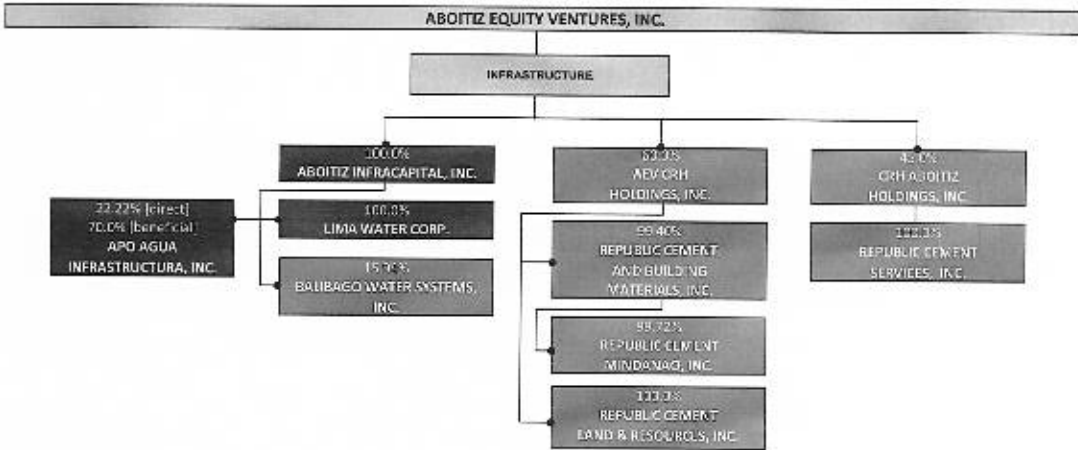 ABOITIZ EQUITY VENTURES, INC.
INFRASTRUCTURE
100.0%
ABOITIZ INFRACAPITAL, INC.
22.22% [direct]
70.0% [beneficial]
APO AGUA
INFRASTRUCTURA, INC.
100.0%
LIMA WATER CORP.
BALIBAGO WATER SYSTEMS,
INC.
AEV CRH
HOLDINGS, INC.
99.40%
REPUBLIC CEMENT
AND BUILDING
MATERIALS, INC.
99.72%
REPUBLIC CEMENT
MINDANAO, INC.
REPUBLIC CEMENT
LAND & RESOURCES, INC.
CRH ABOITIZ
HOLDINGS, INC.
REPUBLIC CEMENT
SERVICES, INC.